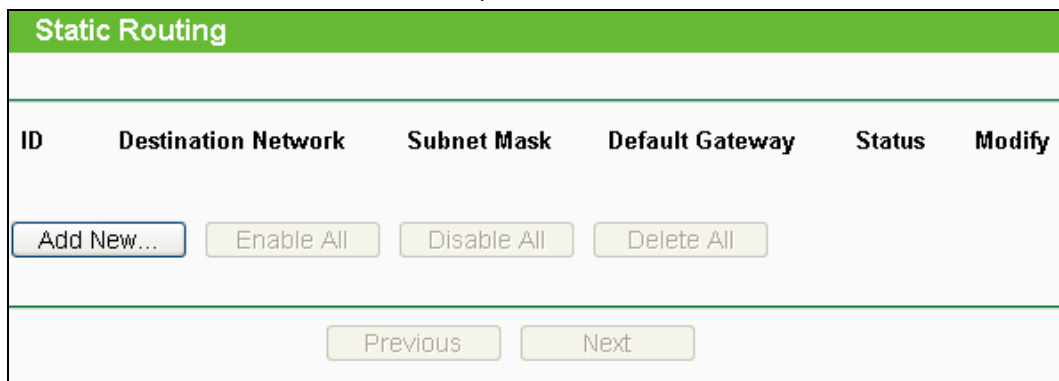 Static Routing
ID Destination Network Subnet Mask Default Gateway Status Modify
Add New... Enable All Disable All Delete All
Previous Next